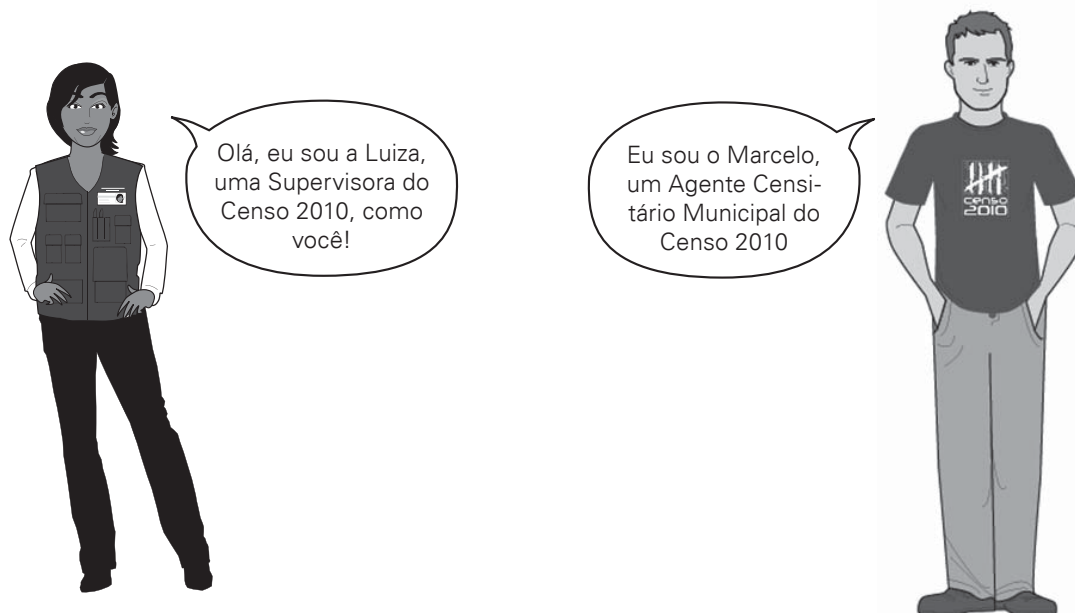 Olá, eu sou a Luiza,
uma Supervisora do
Censo 2010, como
você!
Eu sou o Marcelo,
um Agente Censi-
tário Municipal do
Censo 2010
censo
2010